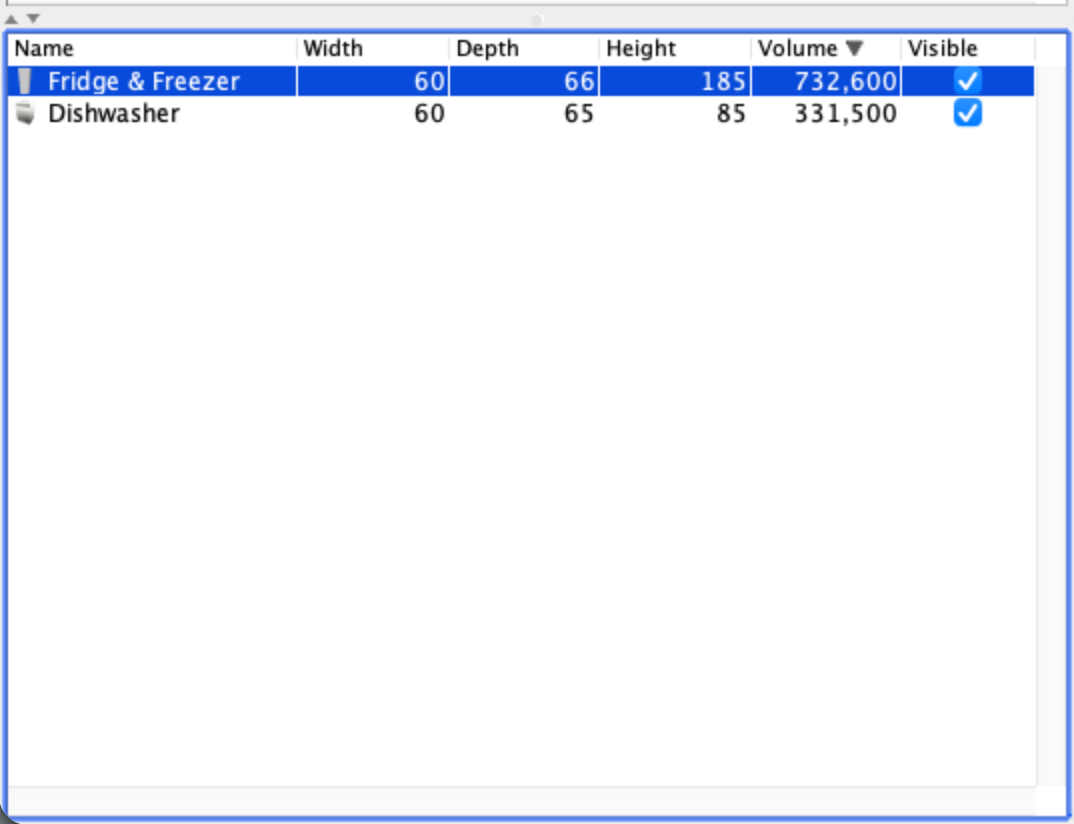 Name Width Depth Height Volume Visible
Fridge & Freezer 60 66 185 732,600
Dishwasher 60 65 85 331,500